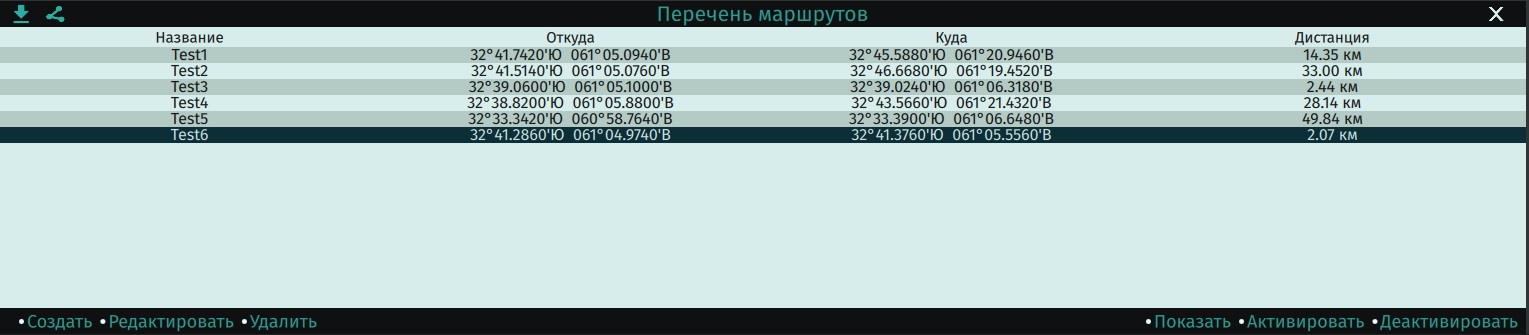 Перечень маршрутов X
Название Откуда Куда Дистанция
Test1 32°41.7420'Ю 061°05.0940'В 32°45.5880'Ю 061°20.9460'В 14.35 км
Test2 32°41.5140'Ю 061°05.0760'В 32°46.6680'Ю 061°19.4520'В 33.00 км
Test3 32°39.0600'Ю 061°05.1000'В 32°39.0240'Ю 061°06.3180'В 2.44 км
Test4 32°38.8200'Ю 061°05.8800'В 32°43.5660'Ю 061°21.4320'В 28.14 км
Test5 32°33.3420'Ю 060°58.7640'В 32°33.3900'Ю 061°06.6480'В 49.84 км
Test6 32°41.2860'Ю 061°04.9740'В 32°41.3760'Ю 061°05.5560'В 2.07 км
•Создать •Редактировать •Удалить •Показать •Активировать •Деактивировать